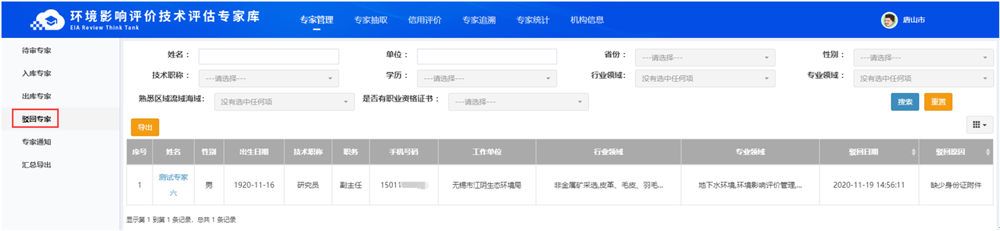 环境影响评价技术评估专家库
EIA Review Think Tank
专家管理 专家抽取 信用评价 专家追溯 专家统计 机构信息
唐山市
待审专家
入库专家
出库专家
驳回专家
专家通知
汇总导出
姓名： 单位： 省份： ---请选择--- 性别： ---请选择---
技术职称： ---请选择--- 学历： ---请选择--- 行业领域： 没有选中任何项 专业领域： 没有选中任何项
熟悉区域流域海域： 没有选中任何项 是否有职业资格证书： ---请选择--- 搜索 重置
导出
序号 姓名 性别 出生日期 技术职称 职务 手机号码 工作单位 行业领域 专业领域 驳回日期 驳回原因
1 测试专家六 男 1920-11-16 研究员 副主任 15011 无锡市江阴生态环境局 非金属矿采选,皮革、毛皮、羽毛... 地下水环境,环境影响评价管理,... 2020-11-19 14:56:11 缺少身份证附件
显示第 1 到第 1 条记录，总共 1 条记录